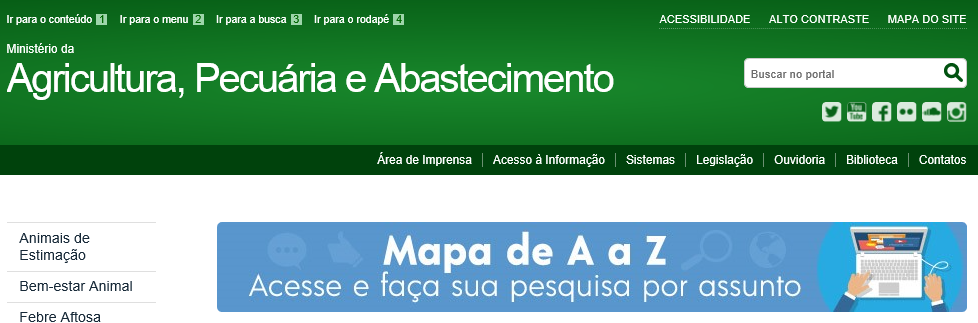 Ir para o conteúdo 1 Ir para o menu 2 Ir para a busca 3 Ir para o rodapé 4
ACESSIBILIDADE ALTO CONTRASTE MAPA DO SITE
Ministério da
Agricultura, Pecuária e Abastecimento
Buscar no portal
You Tube
Área de Imprensa Acesso à Informação Sistemas Legislação Ouvidoria Biblioteca Contatos
Animais de
Estimação
Bem-estar Animal
Febre Aftosa
Mapa de A a Z
Acesse e faça sua pesquisa por assunto